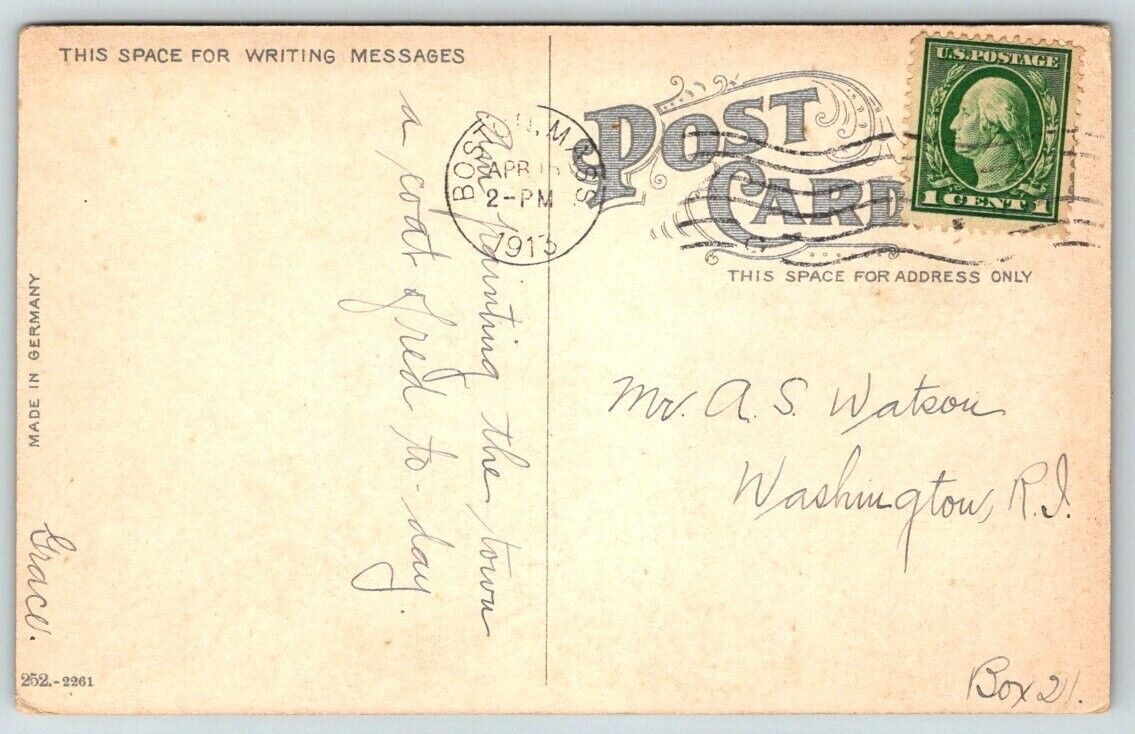 THIS SPACE FOR WRITING MESSAGES
Am painting the town
a coat of red to-day.
Grace.
MADE IN GERMANY
252.-2261
BOSTON, MASS.
APR
2-PM
1913
POST
CARD
THIS SPACE FOR ADDRESS ONLY
U.S. POSTAGE
1 CENT 1
Mr. A. S. Watson
Washington, R.I.
Box 21.